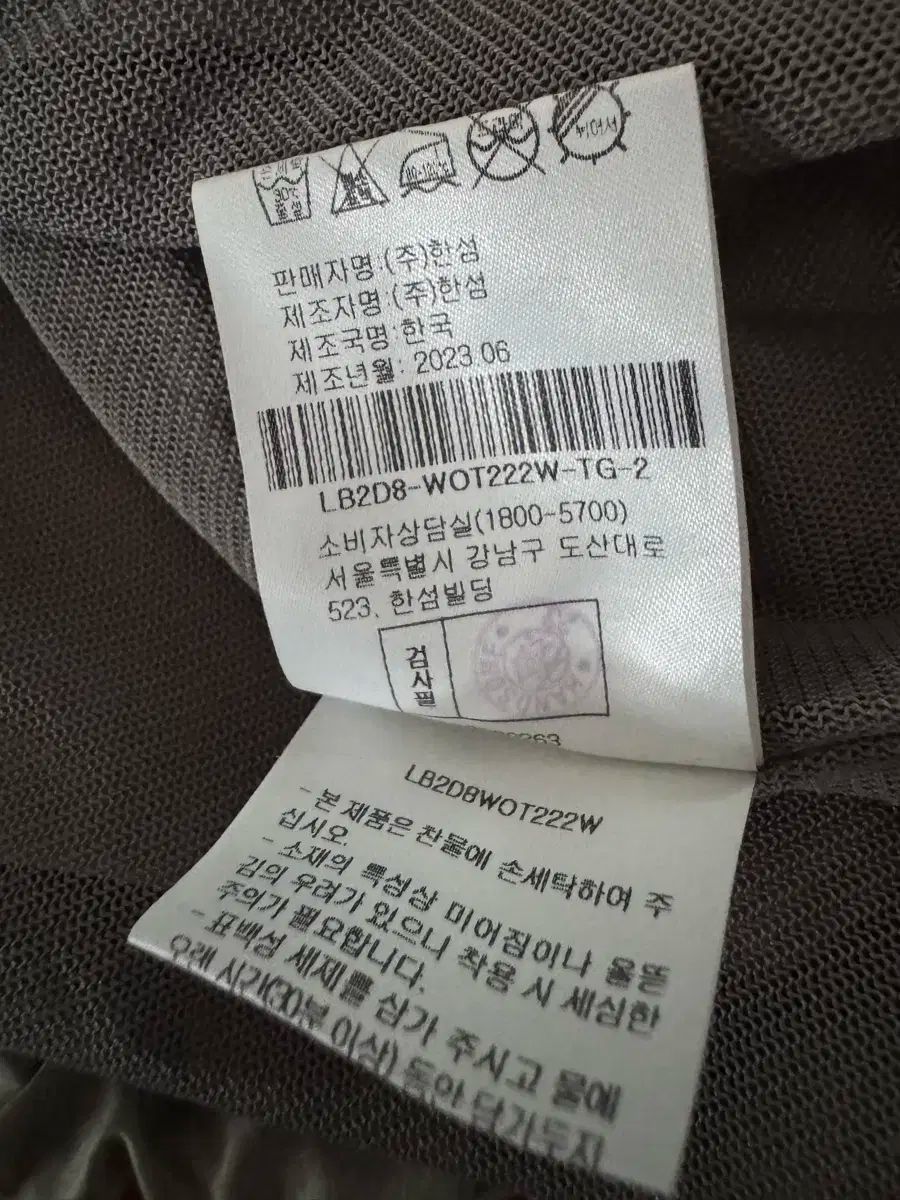 뉘어서
판매자명:(주)한섬
제조자명:(주)한섬
제조국명:한국
제조년월: 2023.06
LB2D8-WOT222W-TG-2
소비자상담실(1800-5700)
서울특별시 강남구 도산대로
523, 한섬빌딩
검사필
LB2D8WOT222W
- 본 제품은 찬물에 손세탁하여 주
십시오.
- 소재의 특성상 미어짐이나 올뜯
김의 우려가 있으니 착용 시 세심한
주의가 필요합니다.
- 표백성 세제를 삼가 주시고 물에
오랜 시간(30분 이상) 동안 담가두지